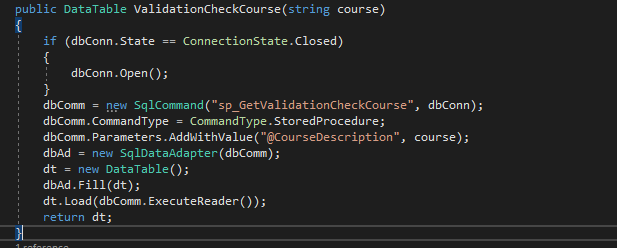 public DataTable ValidationCheckCourse(string course)
{
if (dbConn.State == ConnectionState.Closed)
{
dbConn.Open();
}
dbComm = new SqlCommand("sp_GetValidationCheckCourse", dbConn);
dbComm.CommandType = CommandType.StoredProcedure;
dbComm.Parameters.AddWithValue("@CourseDescription", course);
dbAd = new SqlDataAdapter(dbComm);
dt = new DataTable();
dbAd.Fill(dt);
dt.Load(dbComm.ExecuteReader());
return dt;
}
1 reference